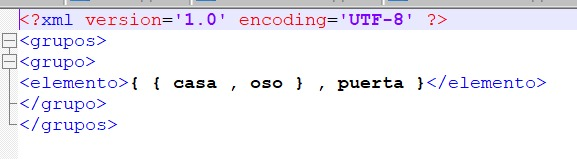 <?xml version='1.0' encoding='UTF-8' ?>
<grupos>
<grupo>
<elemento>{ { casa , oso } , puerta }</elemento>
</grupo>
</grupos>